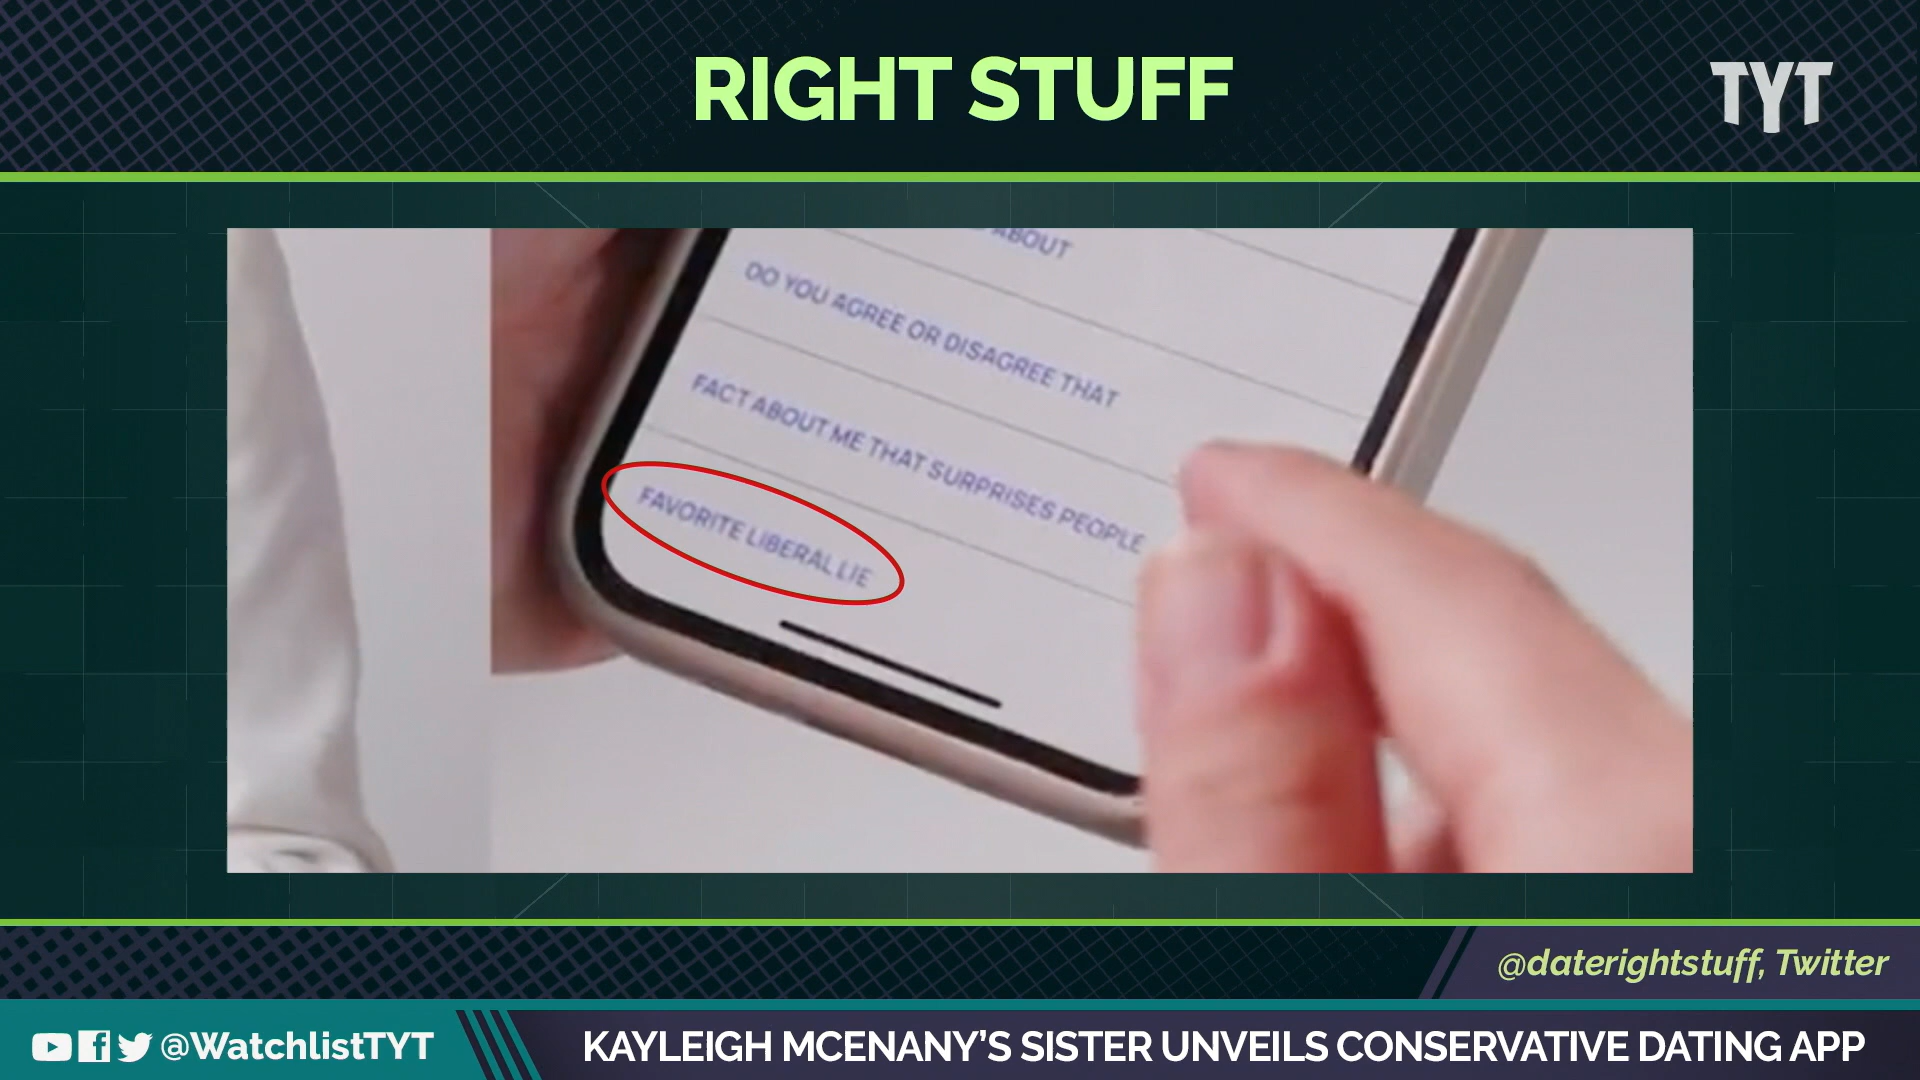 RIGHT STUFF
TYT
ABOUT
DO YOU AGREE OR DISAGREE THAT
FACT ABOUT ME THAT SURPRISES PEOPLE
FAVORITE LIBERAL LIE
@daterightstuff, Twitter
@WatchlistTYT
KAYLEIGH MCENANY’S SISTER UNVEILS CONSERVATIVE DATING APP